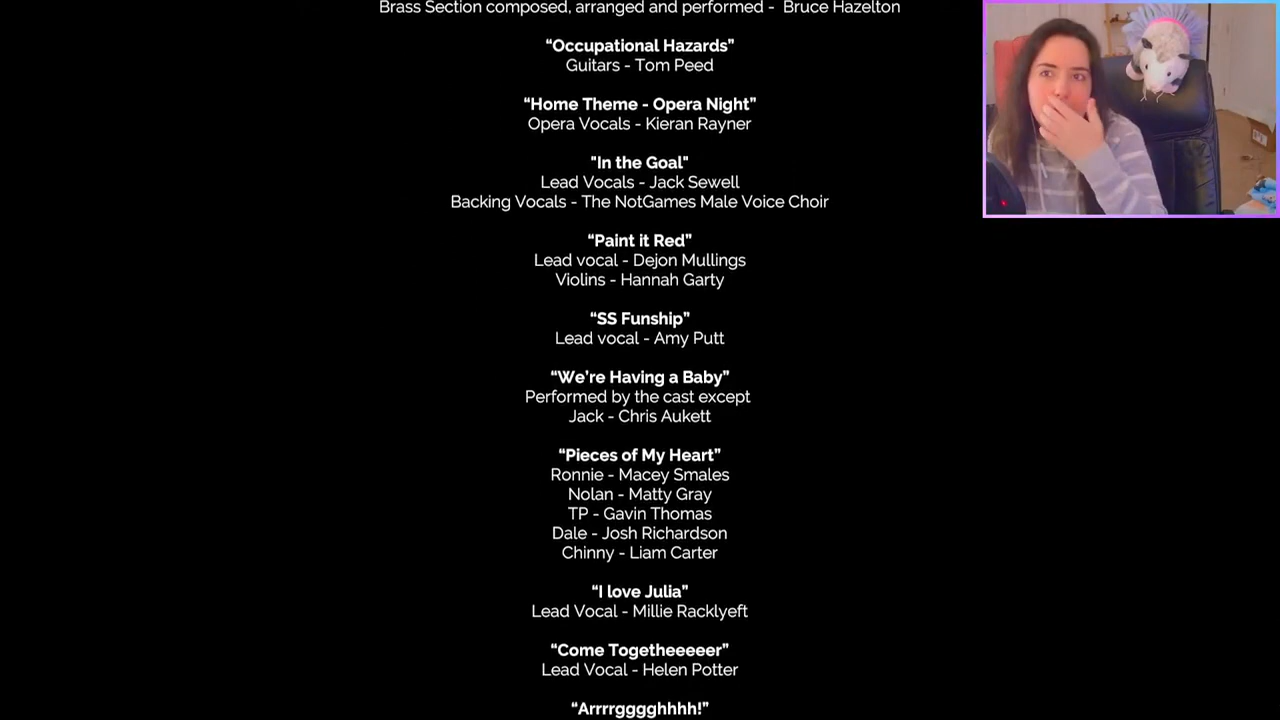 Brass Section composed, arranged and performed - Bruce Hazelton
“Occupational Hazards”
Guitars - Tom Peed
“Home Theme - Opera Night”
Opera Vocals - Kieran Rayner
"In the Goal"
Lead Vocals - Jack Sewell
Backing Vocals - The NotGames Male Voice Choir
“Paint it Red”
Lead vocal - Dejon Mullings
Violins - Hannah Garty
“SS Funship”
Lead vocal - Amy Putt
“We’re Having a Baby”
Performed by the cast except
Jack - Chris Aukett
“Pieces of My Heart”
Ronnie - Macey Smales
Nolan - Matty Gray
TP - Gavin Thomas
Dale - Josh Richardson
Chinny - Liam Carter
“I love Julia”
Lead Vocal - Millie Racklyeft
“Come Togetheeeeer”
Lead Vocal - Helen Potter
“Arrrrgggghhhh!”